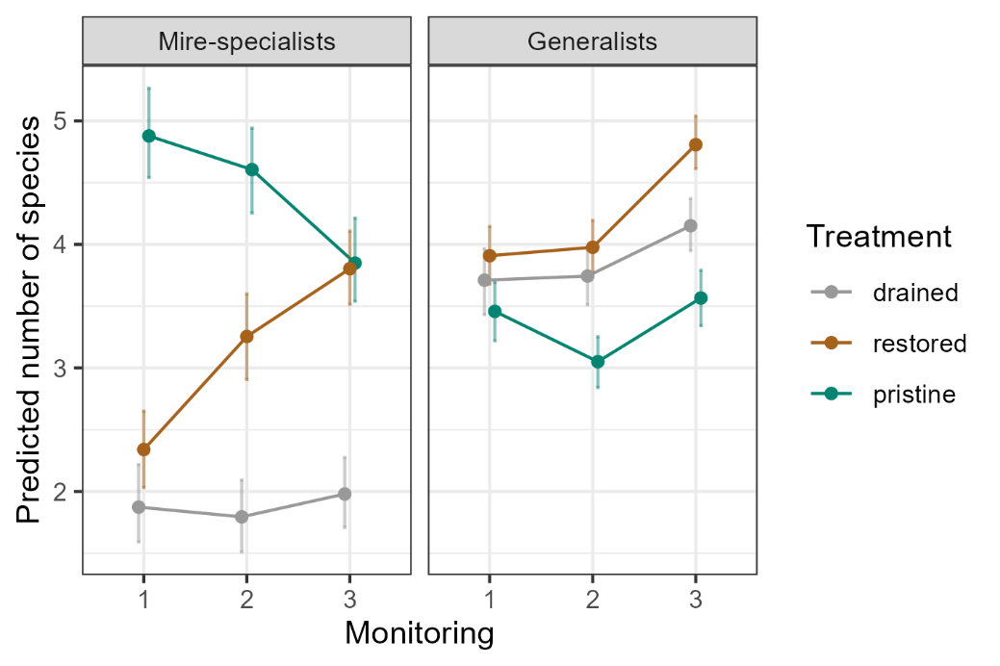 Mire-specialists
Generalists
Predicted number of species
5
4
3
2
1 2 3
1 2 3
Monitoring
Treatment
drained
restored
pristine